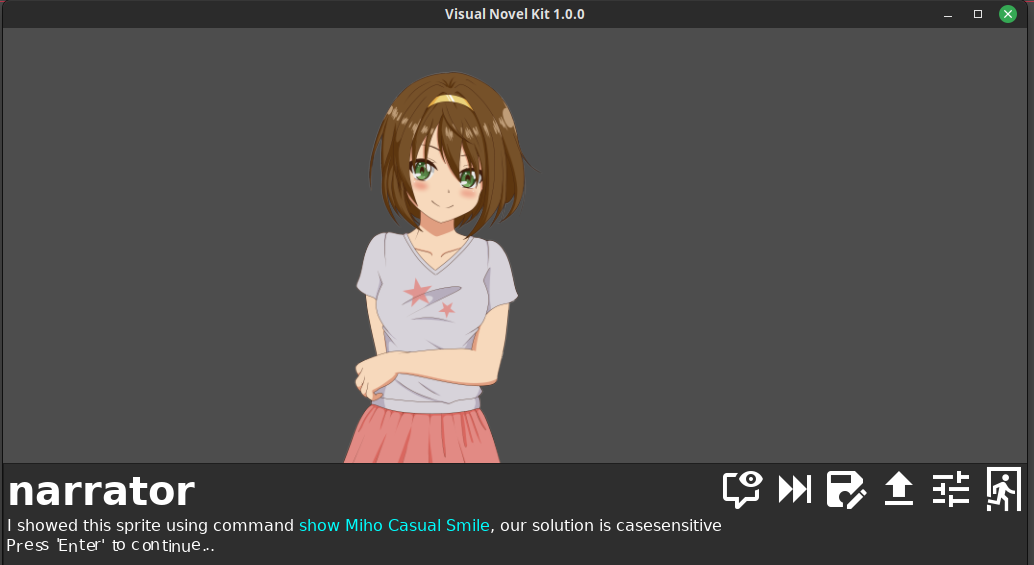 Visual Novel Kit 1.0.0
narrator
I showed this sprite using command show Miho Casual Smile, our solution is casesensitive
Press 'Enter' to continue...